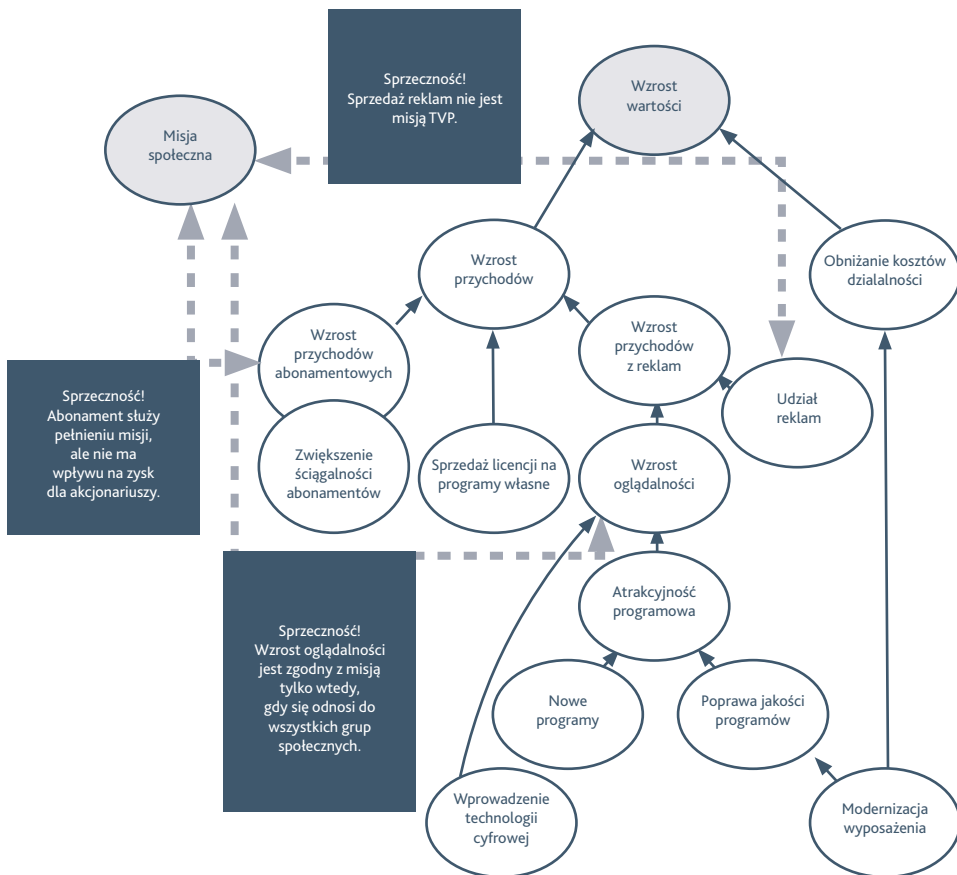 Sprzeczność!
Sprzedaż reklam nie jest
misją TVP.
Wzrost
wartości
Misja
społeczna
Wzrost
przychodów
Obniżanie kosztów
dzialalności
Wzrost
przychodów
abonamentowych
Wzrost
przychodów
z reklam
Sprzeczność!
Abonament służy
pełnieniu misji,
ale nie ma
wpływu na zysk
dla akcjonariuszy.
Udział
reklam
Zwiększenie
ściągalności
abonamentów
Sprzedaż licencji na
programy własne
Wzrost
oglądalności
Atrakcyjność
programowa
Sprzeczność!
Wzrost oglądalności
jest zgodny z misją
tylko wtedy,
gdy się odnosi do
wszystkich grup
społecznych.
Nowe
programy
Poprawa jakości
programów
Wprowadzenie
technologii
cyfrowej
Modernizacja
wyposażenia